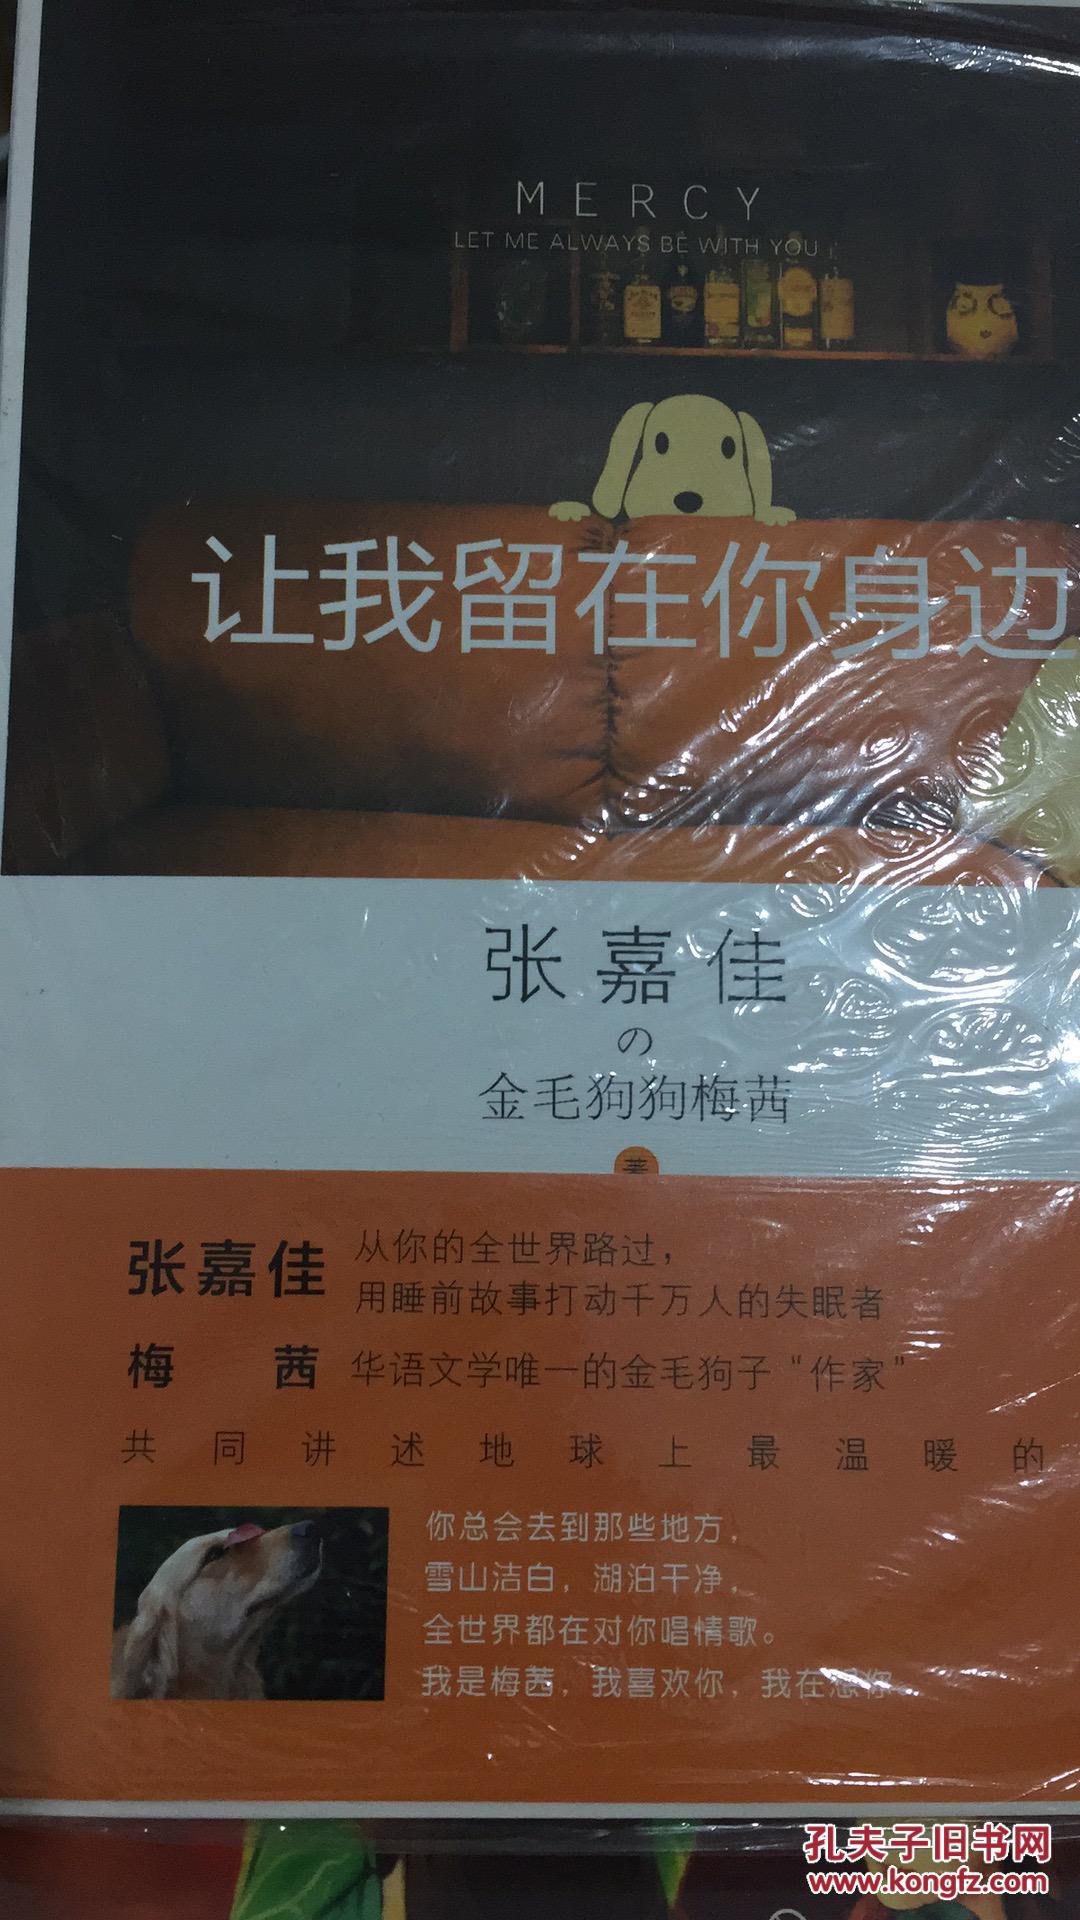 MERCY
LET ME ALWAYS BE WITH YOU
让我留在你身边
张嘉佳
の
金毛狗狗梅茜
著
张嘉佳 从你的全世界路过，
用睡前故事打动千万人的失眠者
梅茜 华语文学唯一的金毛狗子“作家”
共同讲述地球上最温暖的
你总会去到那些地方，
雪山洁白，湖泊干净，
全世界都在对你唱情歌。
我是梅茜，我喜欢你，我在想你。
孔夫子旧书网
www.kongfz.com